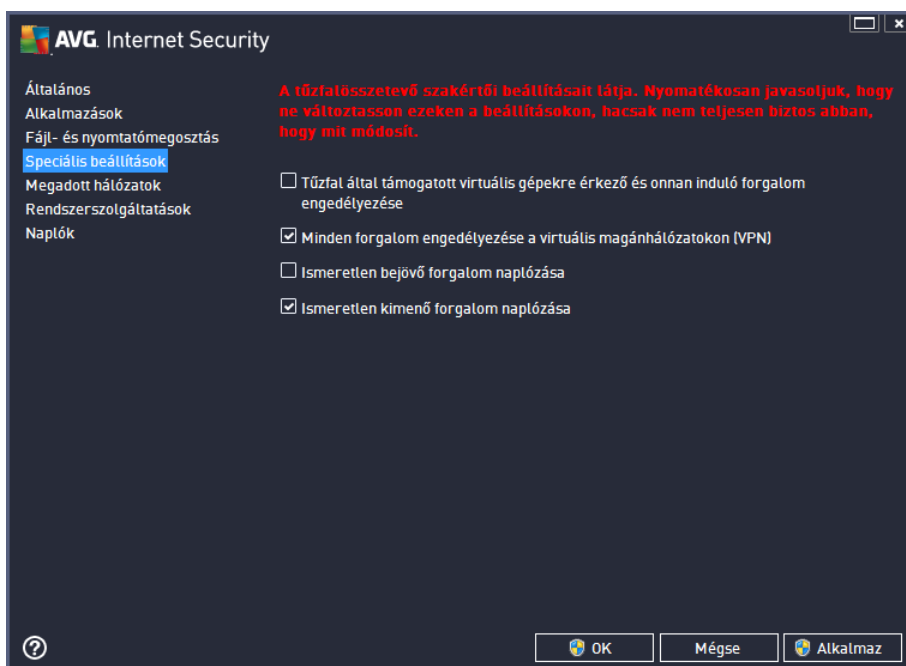 AVG. Internet Security
Általános
Alkalmazások
Fájl- és nyomtatómegosztás
Speciális beállítások
Megadott hálózatok
Rendszerszolgáltatások
Naplók
A tűzfalösszetevő szakértői beállításait látja. Nyomatékosan javasoljuk, hogy
ne változtasson ezeken a beállításokon, hacsak nem teljesen biztos abban,
hogy mit módosít.
Tűzfal által támogatott virtuális gépekre érkező és onnan induló forgalom
engedélyezése
Minden forgalom engedélyezése a virtuális magánhálózatokon (VPN)
Ismeretlen bejövő forgalom naplózása
Ismeretlen kimenő forgalom naplózása
OK
Mégse
Alkalmaz